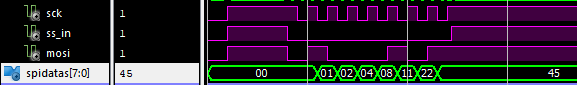 sck 1
ss_in 1
mosi 1
spidatas[7:0] 45 00 01 02 04 08 11 22 45